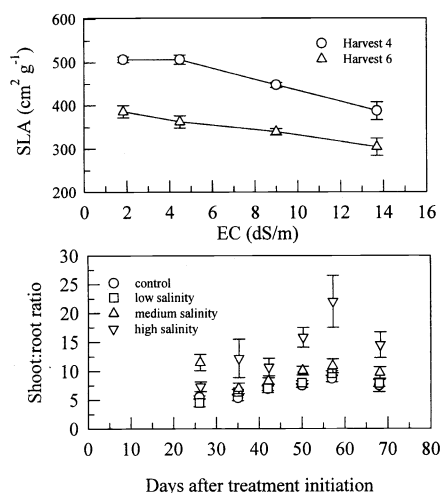 600
500
400
300
200
SLA (cm² g⁻¹)
Harvest 4
Harvest 6
0 2 4 6 8 10 12 14 16
EC (dS/m)
30
25
20
15
10
5
0
Shoot:root ratio
control
low salinity
medium salinity
high salinity
0 10 20 30 40 50 60 70 80
Days after treatment initiation